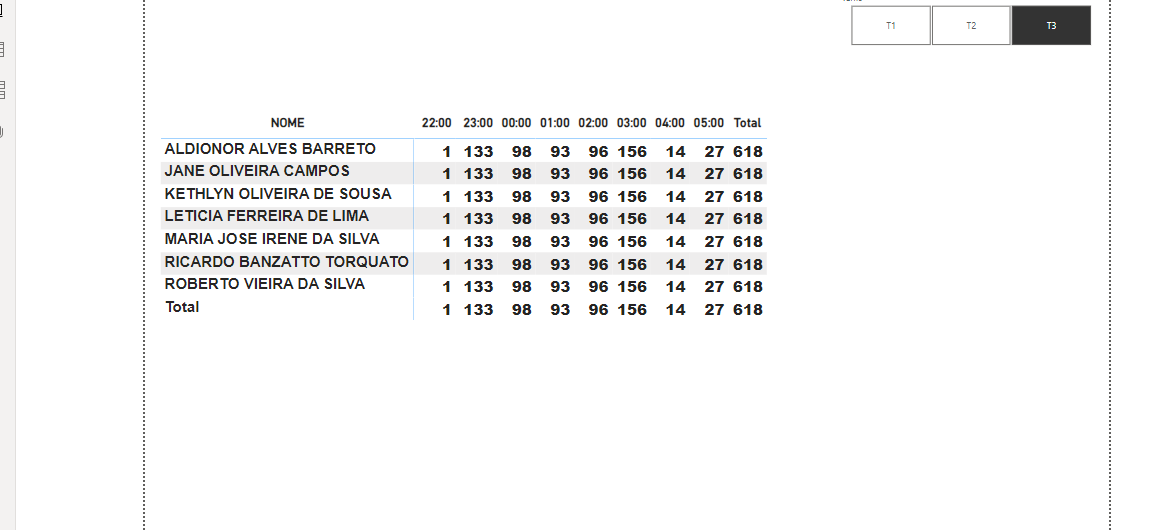 T1 T2 T3
NOME 22:00 23:00 00:00 01:00 02:00 03:00 04:00 05:00 Total
ALDIONOR ALVES BARRETO 1 133 98 93 96 156 14 27 618
JANE OLIVEIRA CAMPOS 1 133 98 93 96 156 14 27 618
KETHLYN OLIVEIRA DE SOUSA 1 133 98 93 96 156 14 27 618
LETICIA FERREIRA DE LIMA 1 133 98 93 96 156 14 27 618
MARIA JOSE IRENE DA SILVA 1 133 98 93 96 156 14 27 618
RICARDO BANZATTO TORQUATO 1 133 98 93 96 156 14 27 618
ROBERTO VIEIRA DA SILVA 1 133 98 93 96 156 14 27 618
Total 1 133 98 93 96 156 14 27 618